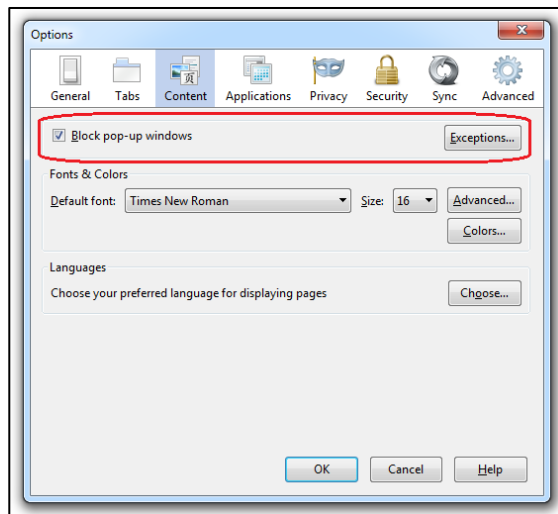 Options
General Tabs Content Applications Privacy Security Sync Advanced
Block pop-up windows Exceptions...
Fonts & Colors
Default font: Times New Roman Size: 16 Advanced...
Colors...
Languages
Choose your preferred language for displaying pages Choose...
OK Cancel Help